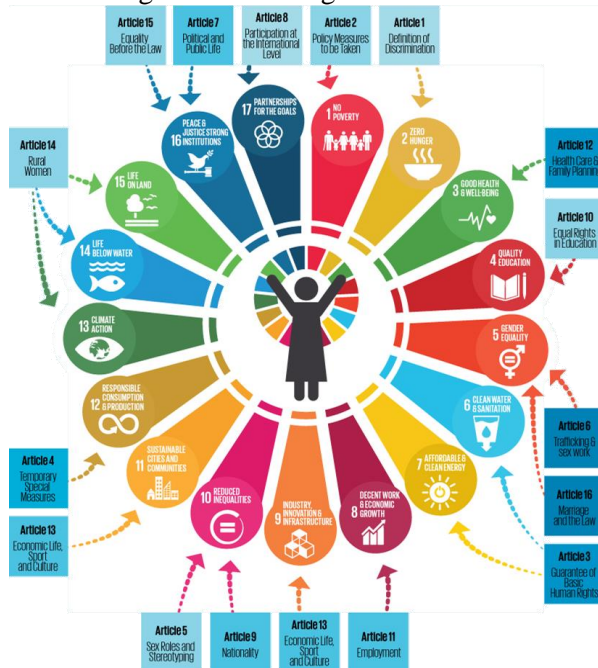 Article 15
Equality
Before the Law
Article 7
Political and
Public Life
Article 8
Participation at
the International
Level
Article 2
Policy Measures
to be Taken
Article 1
Definition of
Discrimination
17 PARTNERSHIPS
FOR THE GOALS
1 NO
POVERTY
PEACE &
JUSTICE STRONG
16 INSTITUTIONS
2 ZERO
HUNGER
Article 14
Rural
Women
Article 12
Health Care &
Family Planning
15 LIFE
ON LAND
3 GOOD HEALTH
& WELL-BEING
Article 10
Equal Rights
in Education
14 LIFE
BELOW WATER
4 QUALITY
EDUCATION
13 CLIMATE
ACTION
5 GENDER
EQUALITY
RESPONSIBLE
CONSUMPTION
12 & PRODUCTION
6 CLEAN WATER
& SANITATION
Article 6
Trafficking &
sex work
Article 4
Temporary
Special
Measures
SUSTAINABLE
CITIES AND
11 COMMUNITIES
7 AFFORDABLE &
CLEAN ENERGY
Article 16
Marriage
and the Law
10 REDUCED
INEQUALITIES
INDUSTRY,
INNOVATION &
9 INFRASTRUCTURE
DECENT WORK
& ECONOMIC
8 GROWTH
Article 13
Economic Life,
Sport
and Culture
Article 3
Guarantee of
Basic
Human Rights
Article 5
Sex Roles and
Stereotyping
Article 9
Nationality
Article 13
Economic Life,
Sport
and Culture
Article 11
Employment